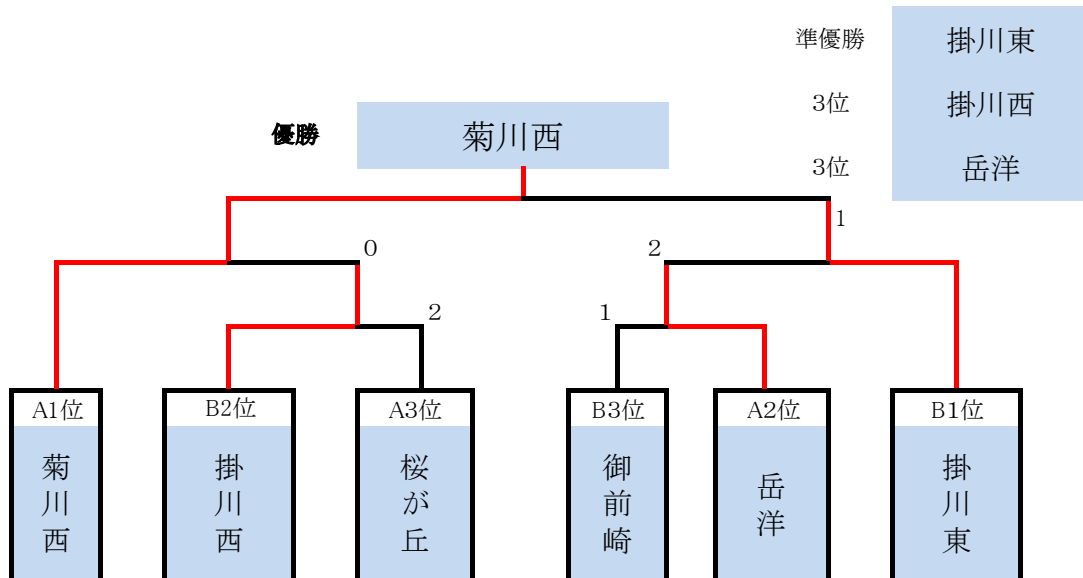 準優勝 掛川東
3位 掛川西
優勝 菊川西
3位 岳洋
1
0 2
2 1
A1位 B2位 A3位 B3位 A2位 B1位
菊川西
掛川西
桜が丘
御前崎
岳洋
掛川東